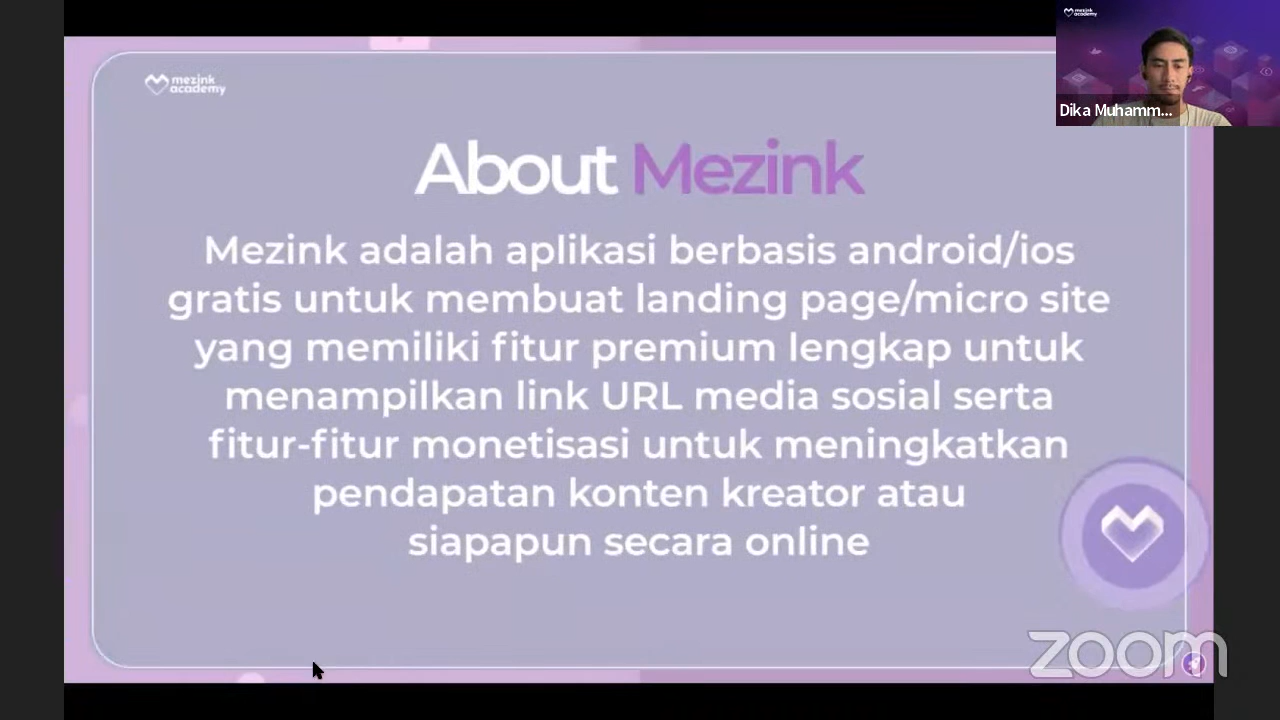 mezink
academy
mezink
academy
Dika Muhamm...
About Mezink
Mezink adalah aplikasi berbasis android/ios
gratis untuk membuat landing page/micro site
yang memiliki fitur premium lengkap untuk
menampilkan link URL media sosial serta
fitur-fitur monetisasi untuk meningkatkan
pendapatan konten kreator atau
siapapun secara online
zoom